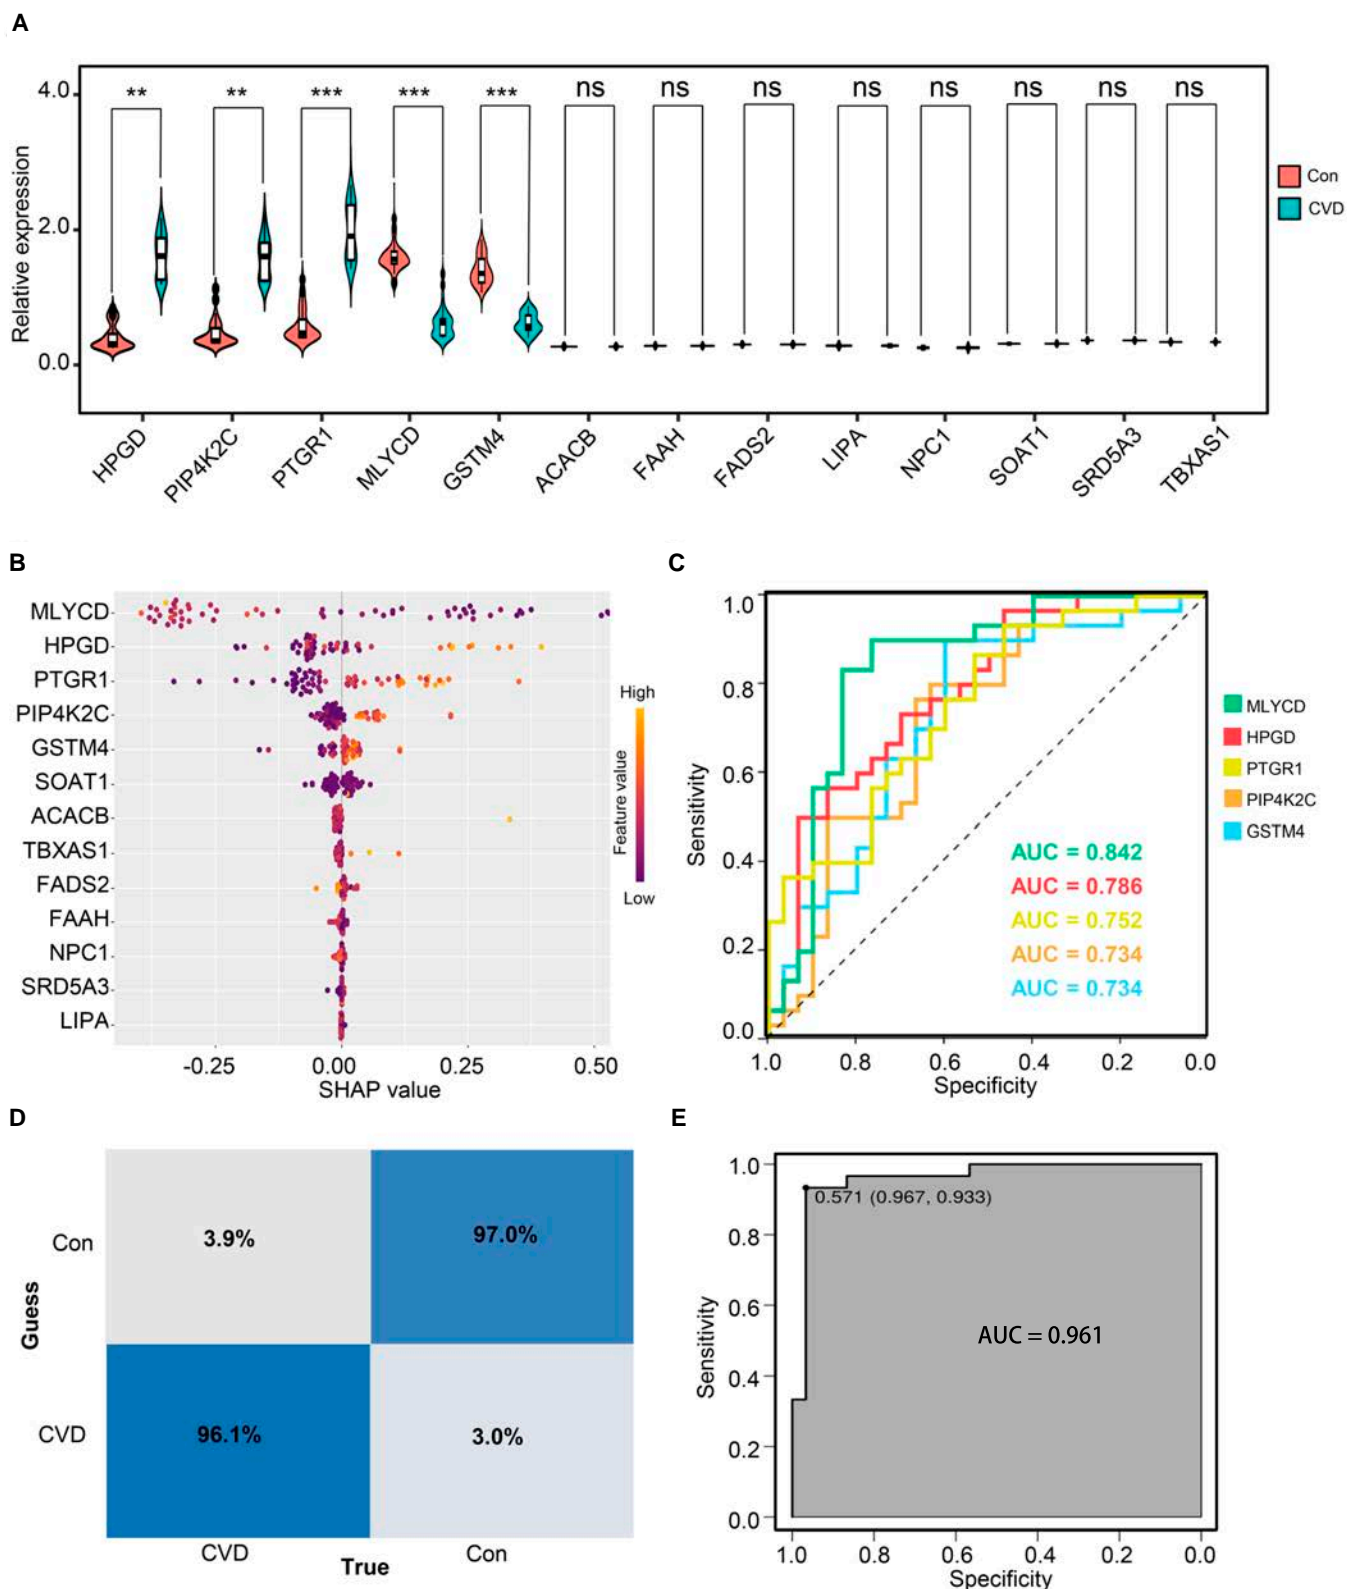 A
Relative expression
4.0
2.0
0.0
** ** *** *** *** ns ns ns ns ns ns ns ns
Con
CVD
HPGD PIP4K2C PTGR1 MLYCD GSTM4 ACACB FAAH FADS2 LIPA NPC1 SOAT1 SRD5A3 TBXAS1
B
MLYCD
HPGD
PTGR1
PIP4K2C
GSTM4
SOAT1
ACACB
TBXAS1
FADS2
FAAH
NPC1
SRD5A3
LIPA
-0.25 0.00 0.25 0.50
SHAP value
High
Feature value
Low
C
Sensitivity
1.0
0.8
0.6
0.4
0.2
0.0
1.0 0.8 0.6 0.4 0.2 0.0
Specificity
AUC = 0.842
AUC = 0.786
AUC = 0.752
AUC = 0.734
AUC = 0.734
MLYCD
HPGD
PTGR1
PIP4K2C
GSTM4
D
Guess
Con
CVD
3.9% 97.0%
96.1% 3.0%
CVD Con
True
E
Sensitivity
1.0
0.8
0.6
0.4
0.2
0.0
0.571 (0.967, 0.933)
AUC = 0.961
1.0 0.8 0.6 0.4 0.2 0.0
Specificity